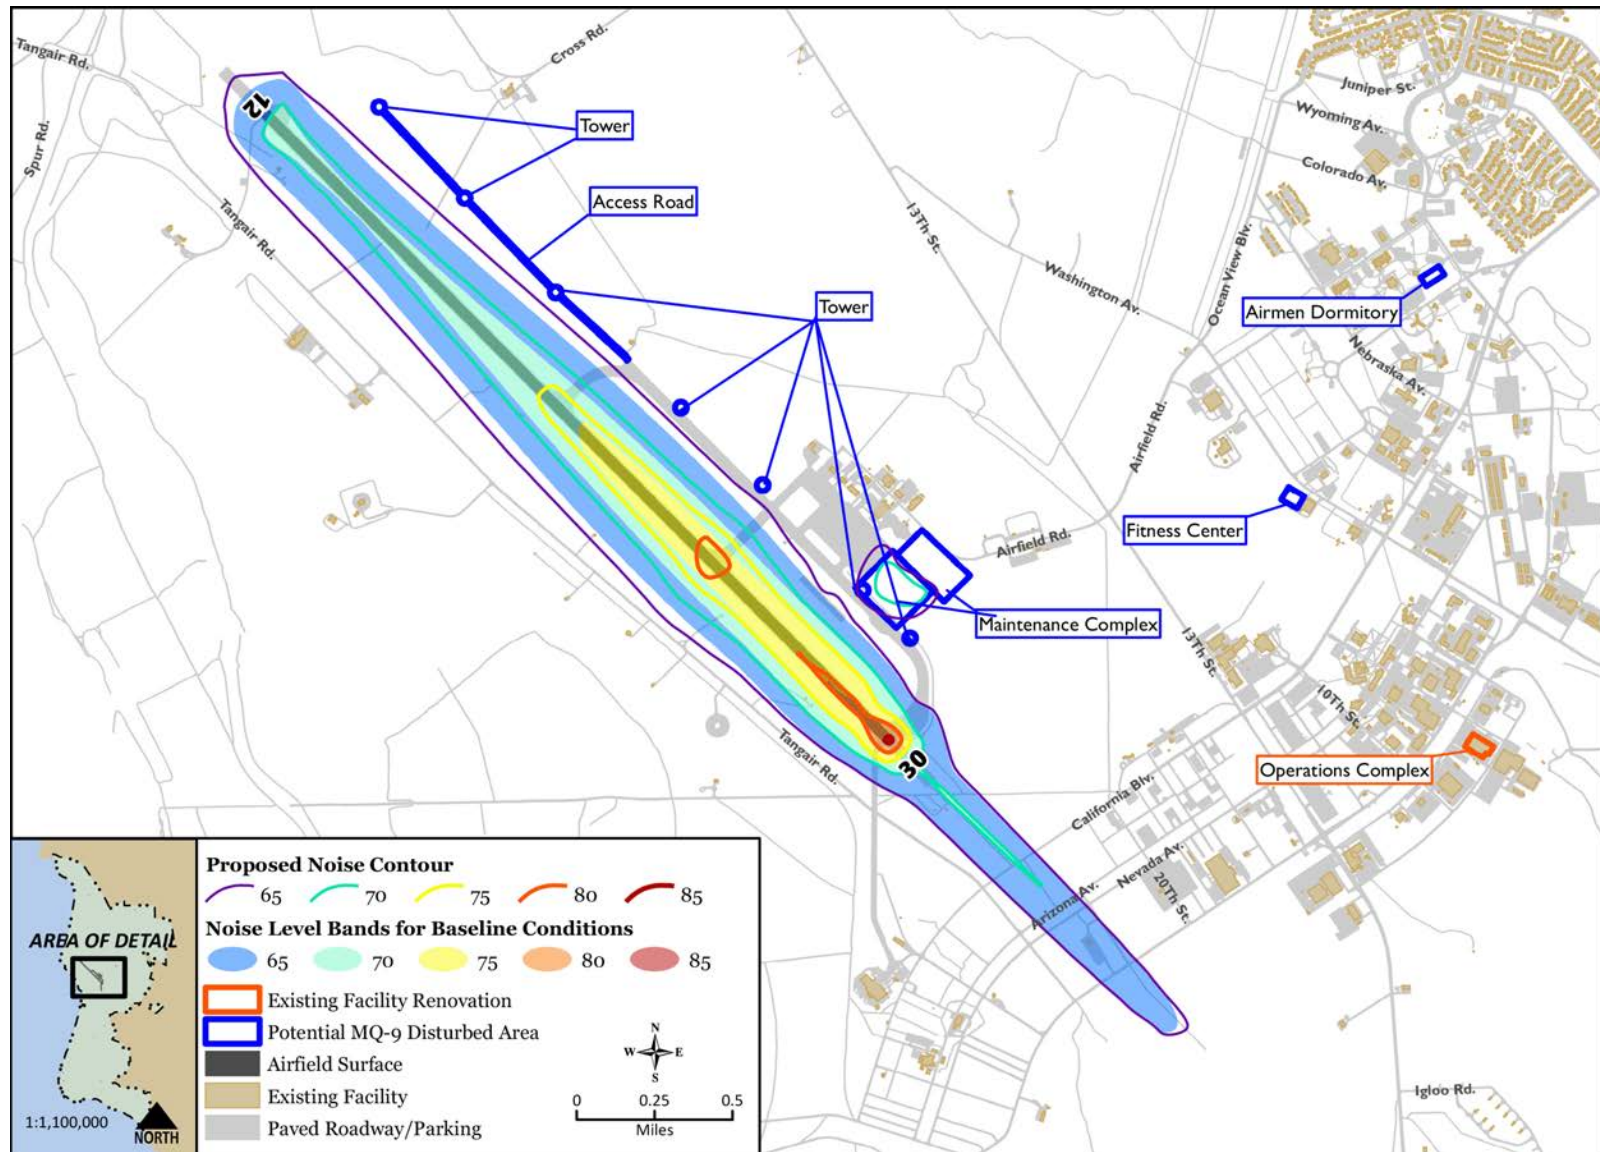 Tangair Rd.
Cross Rd.
Spur Rd.
12
Tower
Access Road
Tangair Rd.
Juniper St.
Wyoming Av.
Colorado Av.
13Th St.
Washington Av.
Ocean View Blvd.
Airmen Dormitory
Tower
Nebraska Av.
Airfield Rd.
Fitness Center
Airfield Rd.
Maintenance Complex
13Th St.
10Th St.
Tangair Rd.
30
Operations Complex
California Blvd.
Nevada Av.
20Th St.
Arizona Av.
Igloo Rd.
AREA OF DETAIL
1:1,100,000
NORTH
Proposed Noise Contour
65 70 75 80 85
Noise Level Bands for Baseline Conditions
65 70 75 80 85
Existing Facility Renovation
Potential MQ-9 Disturbed Area
Airfield Surface
Existing Facility
Paved Roadway/Parking
N
W E
S
0 0.25 0.5
Miles